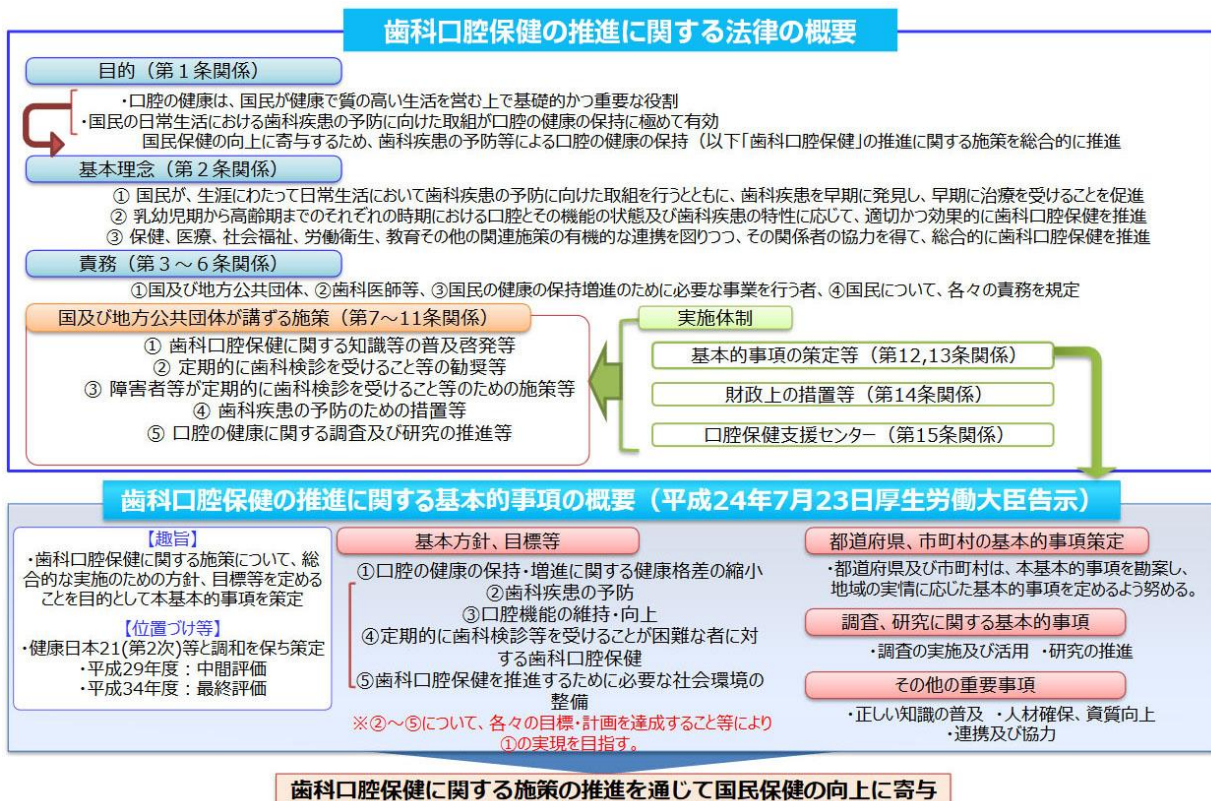 歯科口腔保健の推進に関する法律の概要
目的（第１条関係）
・口腔の健康は、国民が健康で質の高い生活を営む上で基礎的かつ重要な役割
・国民の日常生活における歯科疾患の予防に向けた取組が口腔の健康の保持に極めて有効
国民保健の向上に寄与するため、歯科疾患の予防等による口腔の健康の保持（以下「歯科口腔保健」の推進に関する施策を総合的に推進
基本理念（第２条関係）
① 国民が、生涯にわたって日常生活において歯科疾患の予防に向けた取組を行うとともに、歯科疾患を早期に発見し、早期に治療を受けることを促進
② 乳幼児期から高齢期までのそれぞれの時期における口腔とその機能の状態及び歯科疾患の特性に応じて、適切かつ効果的に歯科口腔保健を推進
③ 保健、医療、社会福祉、労働衛生、教育その他の関連施策の有機的な連携を図りつつ、その関係者の協力を得て、総合的に歯科口腔保健を推進
責務（第３～６条関係）
①国及び地方公共団体、②歯科医師等、③国民の健康の保持増進のために必要な事業を行う者、④国民について、各々の責務を規定
国及び地方公共団体が講ずる施策（第7～11条関係）
① 歯科口腔保健に関する知識等の普及啓発等
② 定期的に歯科検診を受けること等の勧奨等
③ 障害者等が定期的に歯科検診を受けること等のための施策等
④ 歯科疾患の予防のための措置等
⑤ 口腔の健康に関する調査及び研究の推進等
実施体制
基本的事項の策定等（第12,13条関係）
財政上の措置等（第14条関係）
口腔保健支援センター（第15条関係）
歯科口腔保健の推進に関する基本的事項の概要（平成24年7月23日厚生労働大臣告示）
【趣旨】
・歯科口腔保健に関する施策について、総
合的な実施のための方針、目標等を定める
ことを目的として本基本的事項を策定
【位置づけ等】
・健康日本21(第2次)等と調和を保ち策定
・平成29年度：中間評価
・平成34年度：最終評価
基本方針、目標等
①口腔の健康の保持・増進に関する健康格差の縮小
②歯科疾患の予防
③口腔機能の維持・向上
④定期的に歯科検診等を受けることが困難な者に対
する歯科口腔保健
⑤歯科口腔保健を推進するために必要な社会環境の
整備
※②～⑤について、各々の目標・計画を達成すること等により
①の実現を目指す。
都道府県、市町村の基本的事項策定
・都道府県及び市町村は、本基本的事項を勘案し、
地域の実情に応じた基本的事項を定めるよう努める。
調査、研究に関する基本的事項
・調査の実施及び活用 ・研究の推進
その他の重要事項
・正しい知識の普及 ・人材確保、資質向上
・連携及び協力
歯科口腔保健に関する施策の推進を通じて国民保健の向上に寄与